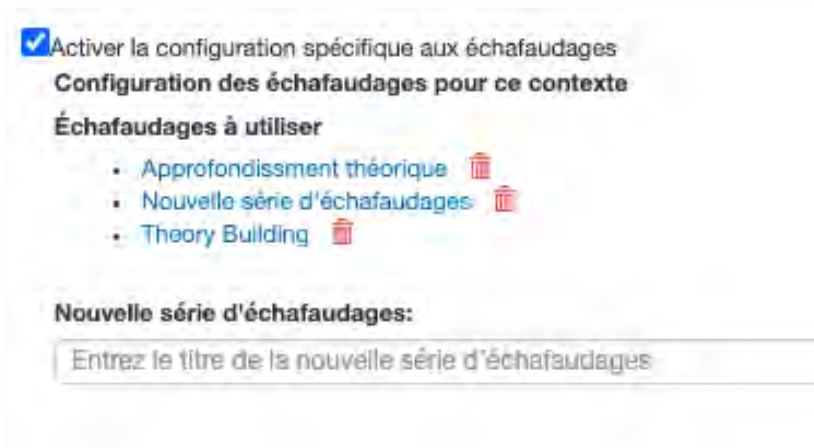 Activer la configuration spécifique aux échafaudages
Configuration des échafaudages pour ce contexte
Échafaudages à utiliser
Approfondissment théorique
Nouvelle série d'échafaudages
Theory Building
Nouvelle série d'échafaudages:
Entrez le titre de la nouvelle série d'échafaudages